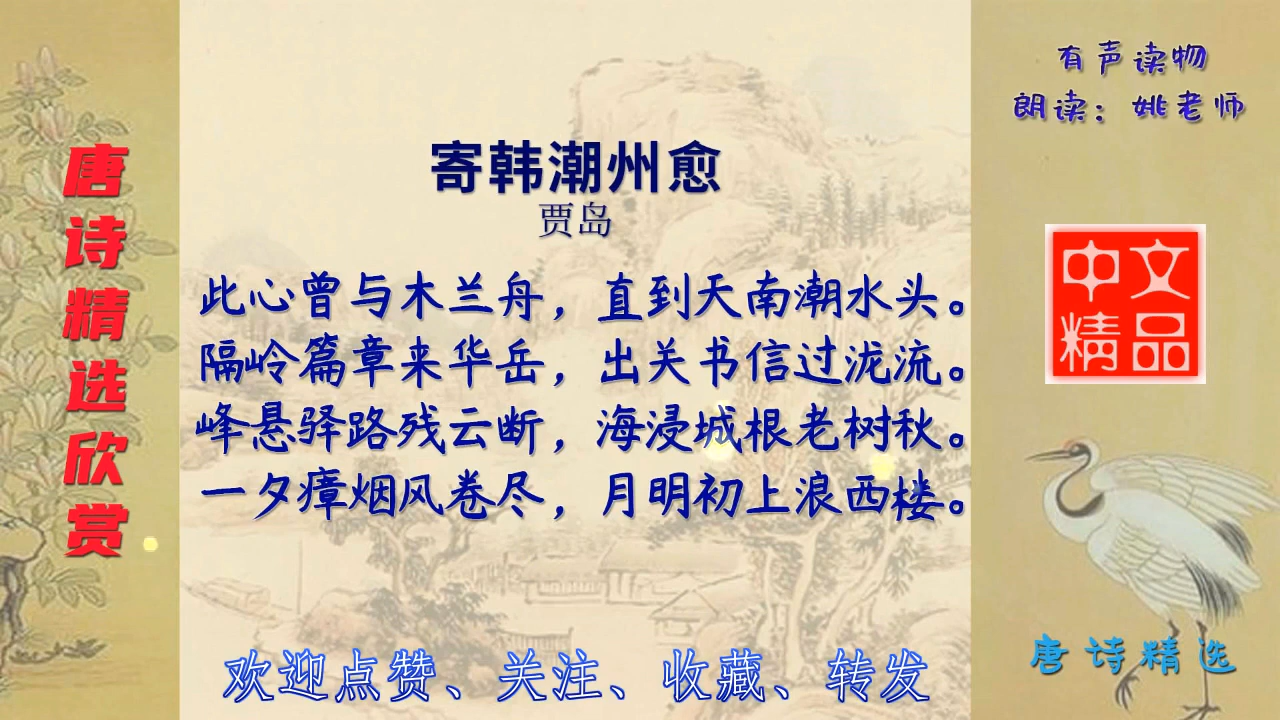 唐诗精选欣赏
寄韩潮州愈
贾岛
此心曾与木兰舟，直到天南潮水头。
隔岭篇章来华岳，出关书信过泷流。
峰悬驿路残云断，海浸城根老树秋。
一夕瘴烟风卷尽，月明初上浪西楼。
欢迎点赞、关注、收藏、转发
有声读物
朗读：姚老师
中文
精品
唐诗精选